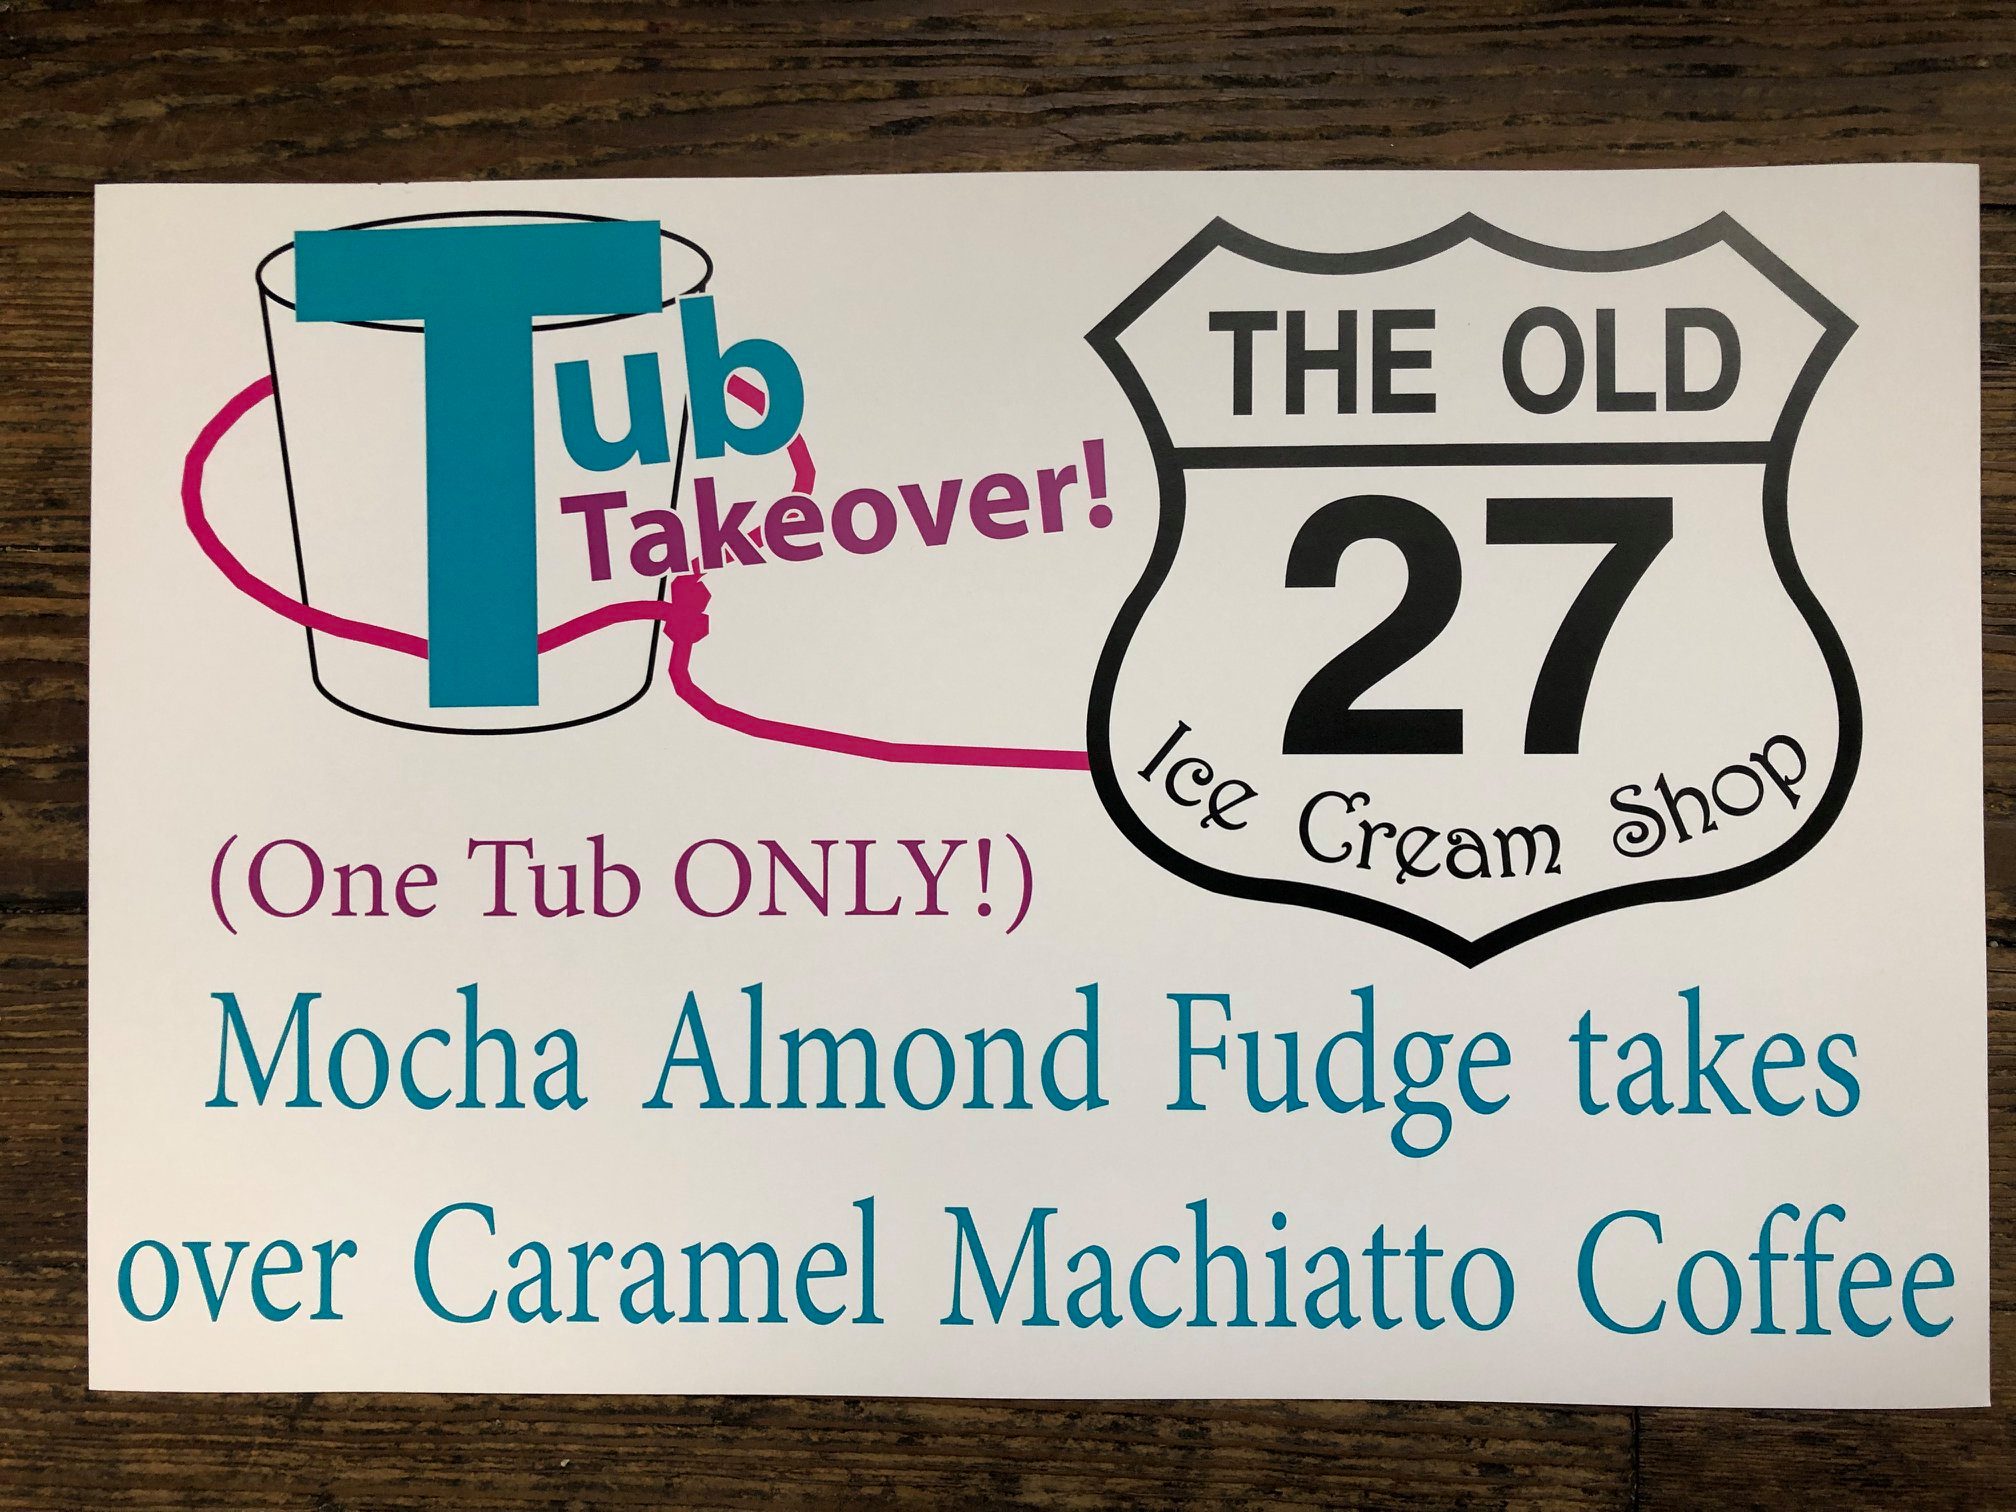 Tub
Takeover!
THE OLD
27
Ice Cream Shop
(One Tub ONLY!)
Mocha Almond Fudge takes
over Caramel Machiatto Coffee